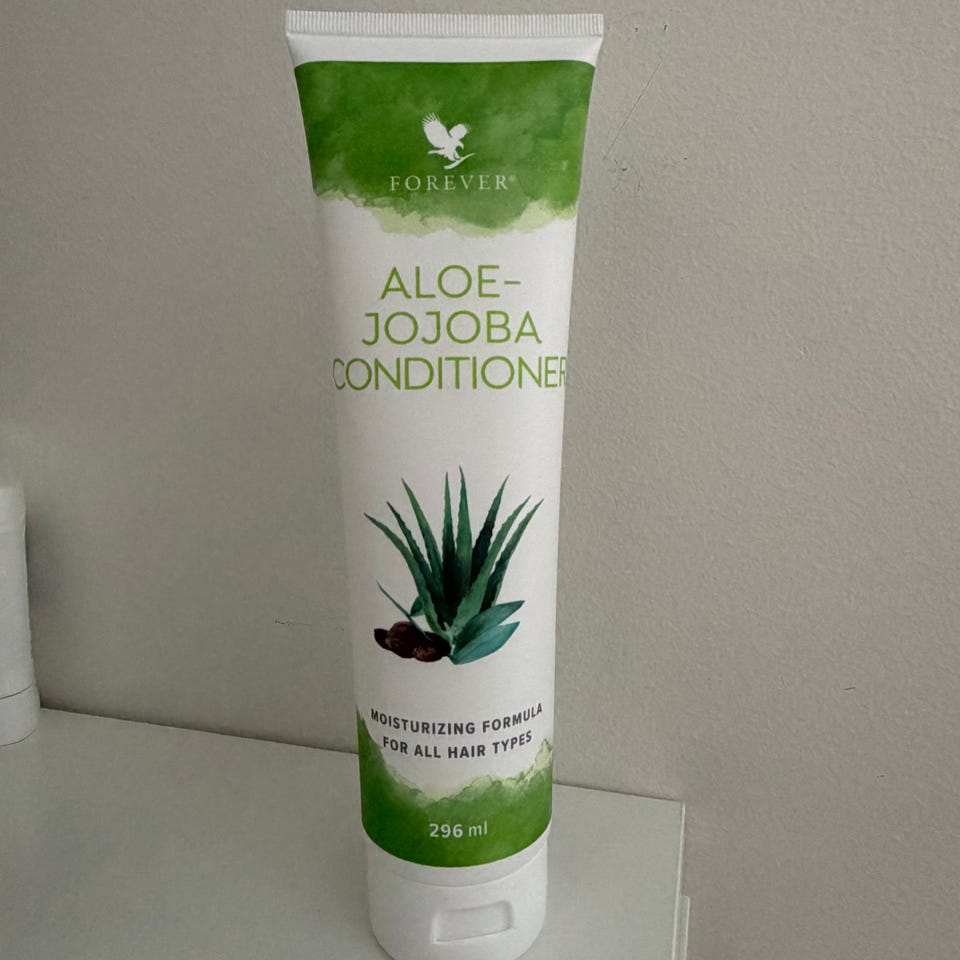 FOREVER®
ALOE-
JOJOBA
CONDITIONER
MOISTURIZING FORMULA
FOR ALL HAIR TYPES
296 ml